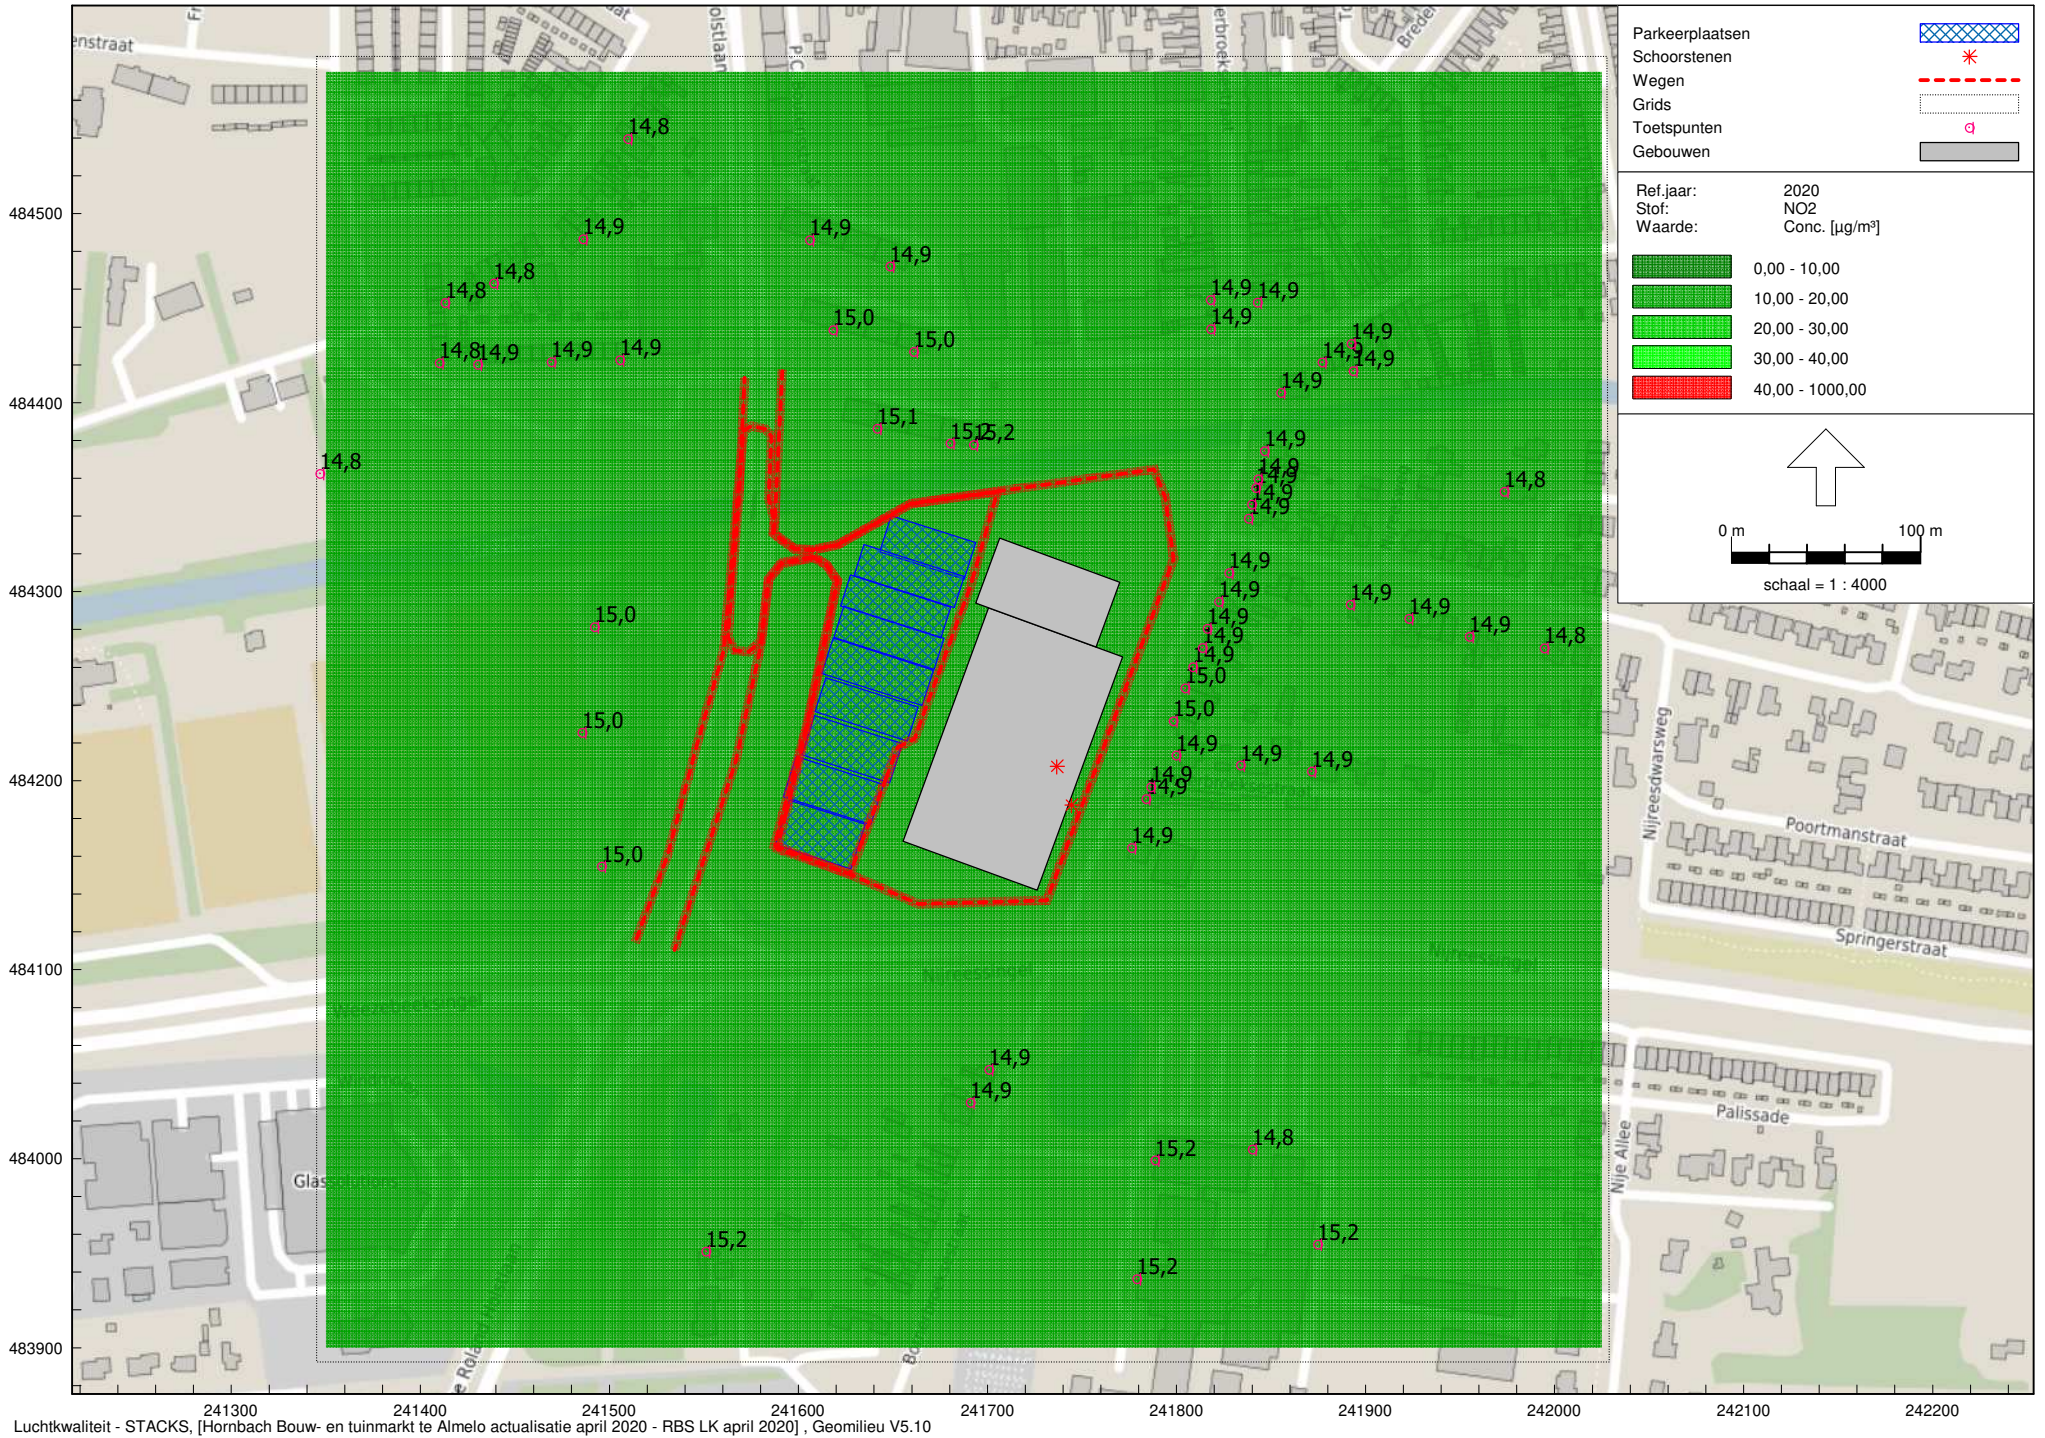 enstraat
Parkeerplaatsen
Schoorstenen
Wegen
Grids
Toetspunten
Gebouwen
Ref.jaar: 2020
Stof: NO2
Waarde: Conc. [µg/m³]
0,00 - 10,00
10,00 - 20,00
20,00 - 30,00
30,00 - 40,00
40,00 - 1000,00
0 m 100 m
schaal = 1 : 4000
14,8
14,9
14,9
14,9
14,8
14,8
14,9
14,9
14,9
15,0
15,0
14,9
14,9
14,9
14,8
14,9
14,9
14,9
14,9
15,1
15,2
15,2
14,9
14,8
14,9
14,9
14,9
14,9
14,8
14,9
14,9
14,9
14,9
14,9
14,8
15,0
14,9
14,9
14,9
15,0
15,0
15,0
14,9
14,9
14,9
14,9
14,9
14,9
15,0
Nijreesdwarsweg
Poortmanstraat
Springerstraat
Nijreessingel
Nijreessingel
Weezebeeksingel
14,9
14,9
Palissade
Nije Allee
15,2
14,8
Glassolutions
15,2
15,2
15,2
484500
484400
484300
484200
484100
484000
483900
241300 241400 241500 241600 241700 241800 241900 242000 242100 242200
Luchtkwaliteit - STACKS, [Hornbach Bouw- en tuinmarkt te Almelo actualisatie april 2020 - RBS LK april 2020] , Geomilieu V5.10